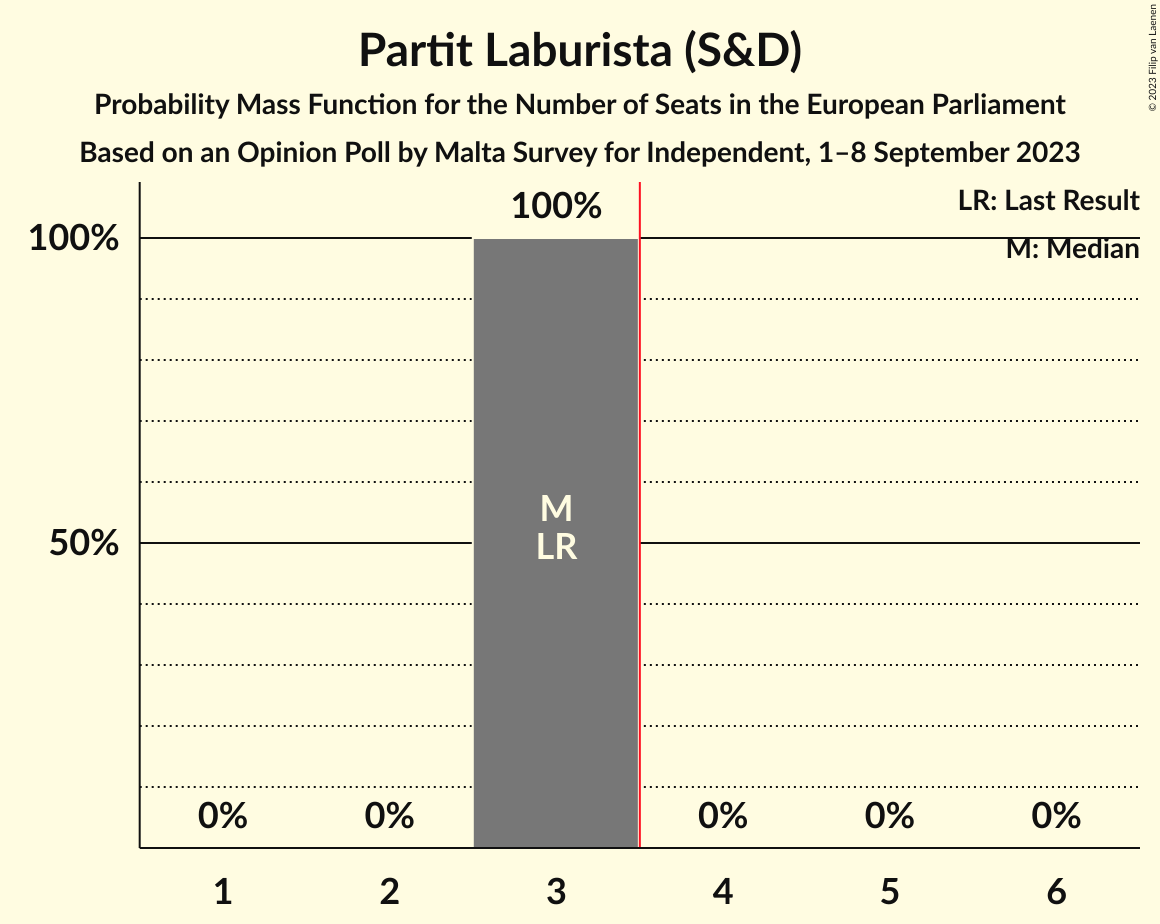 Partit Laburista (S&D)
Probability Mass Function for the Number of Seats in the European Parliament
Based on an Opinion Poll by Malta Survey for Independent, 1–8 September 2023
© 2023 Filip van Laenen
LR: Last Result
M: Median
100%
100%
50%
M
LR
0%
0%
0%
0%
0%
1
2
3
4
5
6